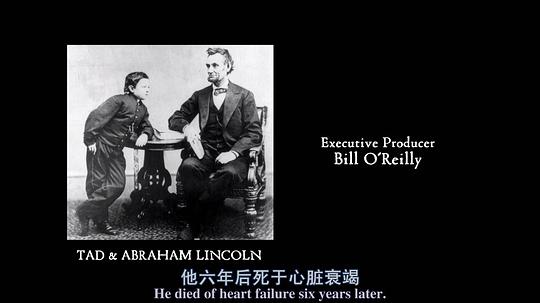 Executive Producer
Bill O'Reilly
TAD & ABRAHAM LINCOLN
他六年后死于心脏衰竭
He died of heart failure six years later.